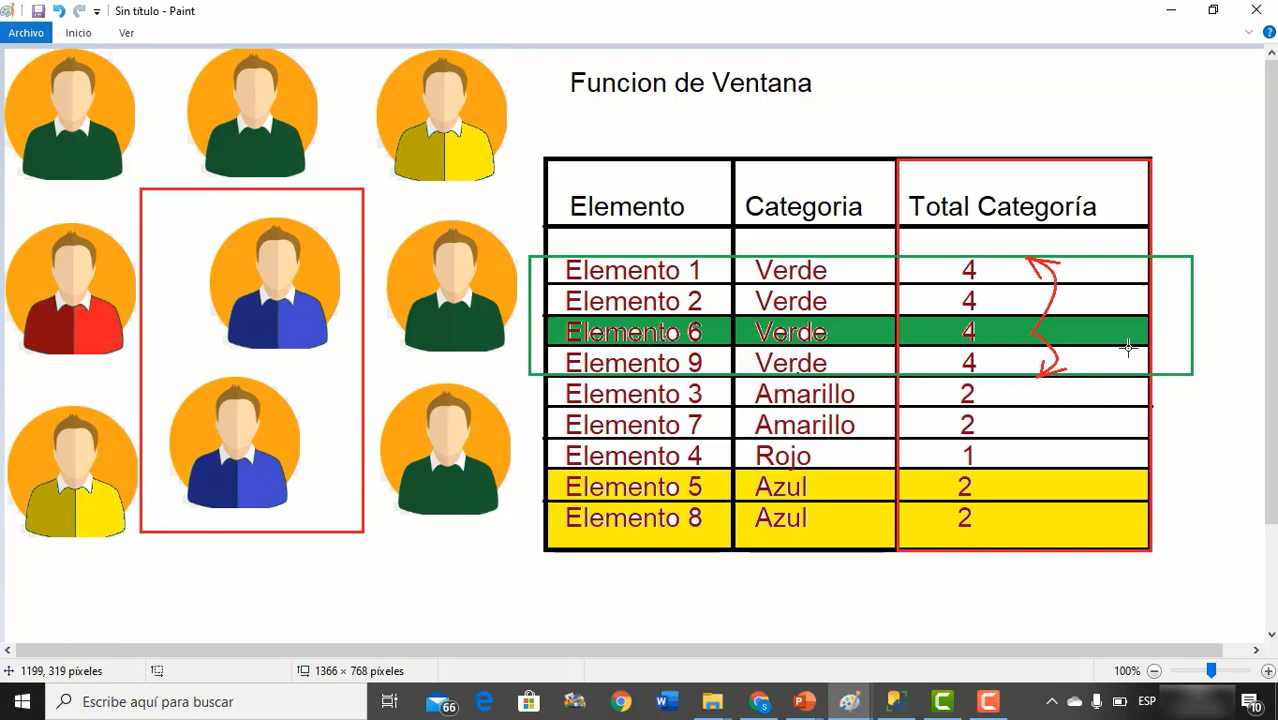 Sin título - Paint
Archivo Inicio Ver
Funcion de Ventana
Elemento Categoria Total Categoría
Elemento 1 Verde 4
Elemento 2 Verde 4
Elemento 6 Verde 4
Elemento 9 Verde 4
Elemento 3 Amarillo 2
Elemento 7 Amarillo 2
Elemento 4 Rojo 1
Elemento 5 Azul 2
Elemento 8 Azul 2
1199, 319 píxeles 1366 × 768 píxeles 100%
Escribe aquí para buscar 66 ESP 10